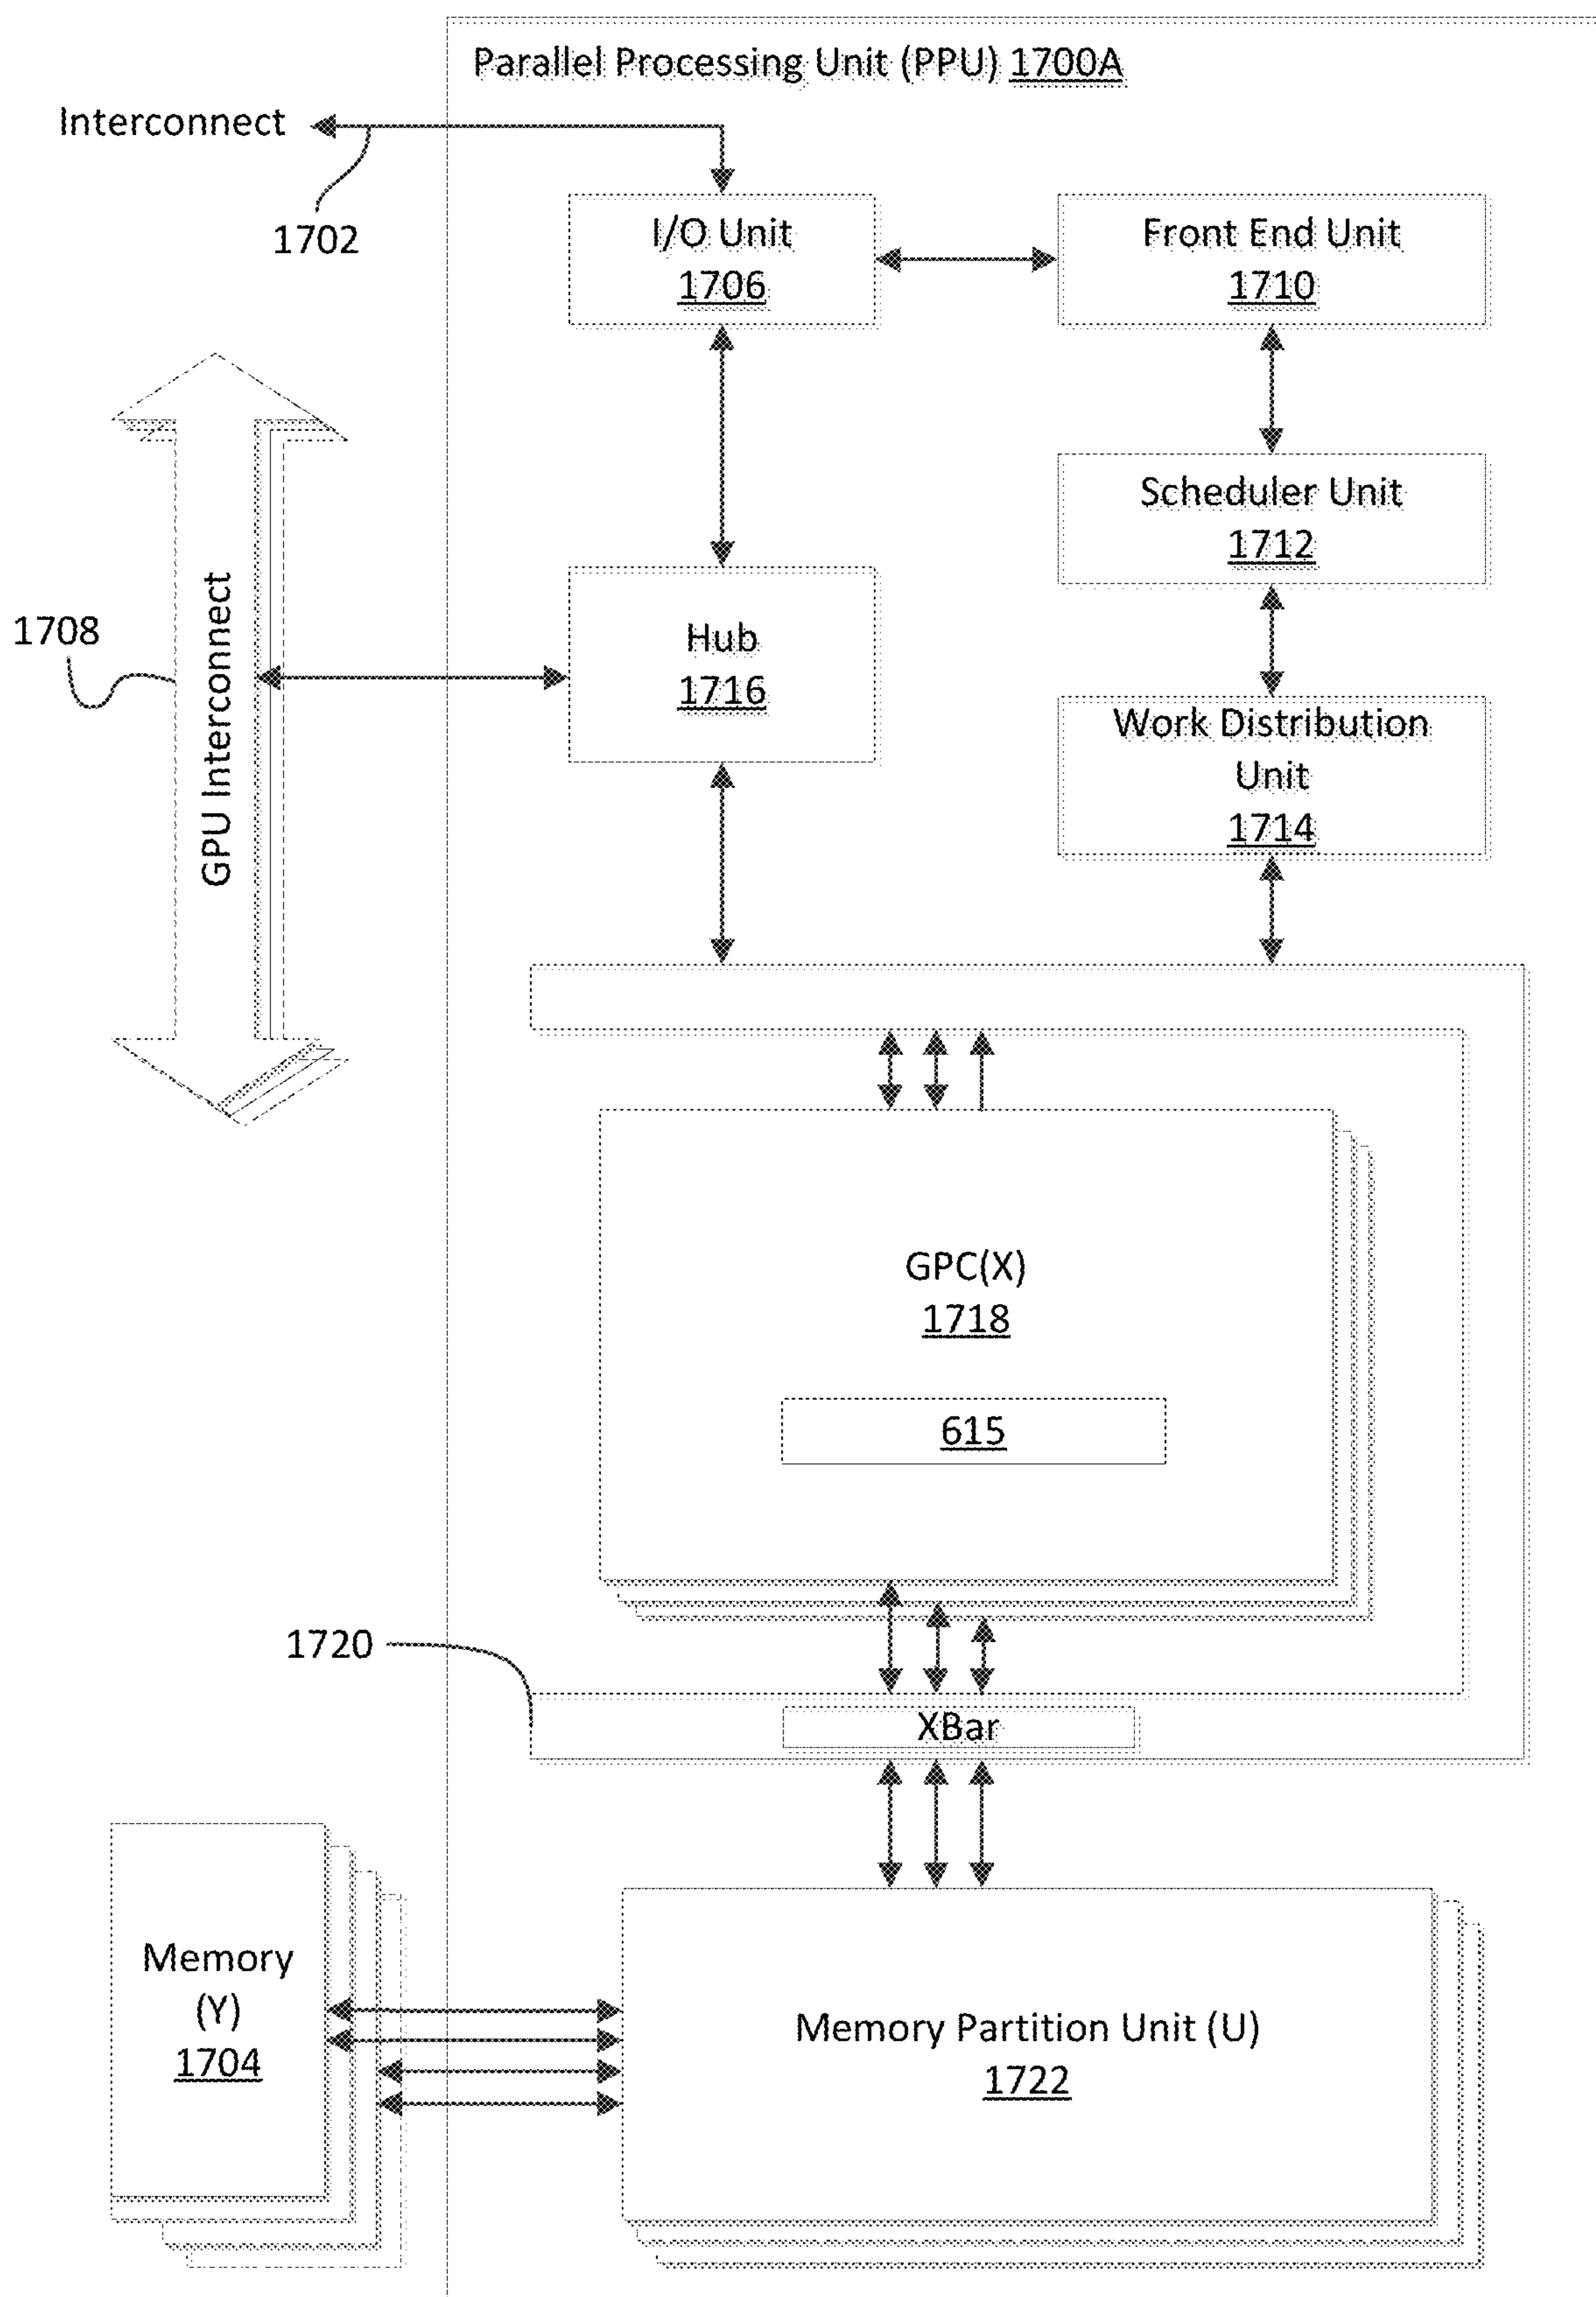 Parallel Processing Unit (PPU) 1700A
Interconnect
1702
I/O Unit
1706
Front End Unit
1710
Scheduler Unit
1712
1708
GPU Interconnect
Hub
1716
Work Distribution
Unit
1714
GPC(X)
1718
615
1720
XBar
Memory
(Y)
1704
Memory Partition Unit (U)
1722